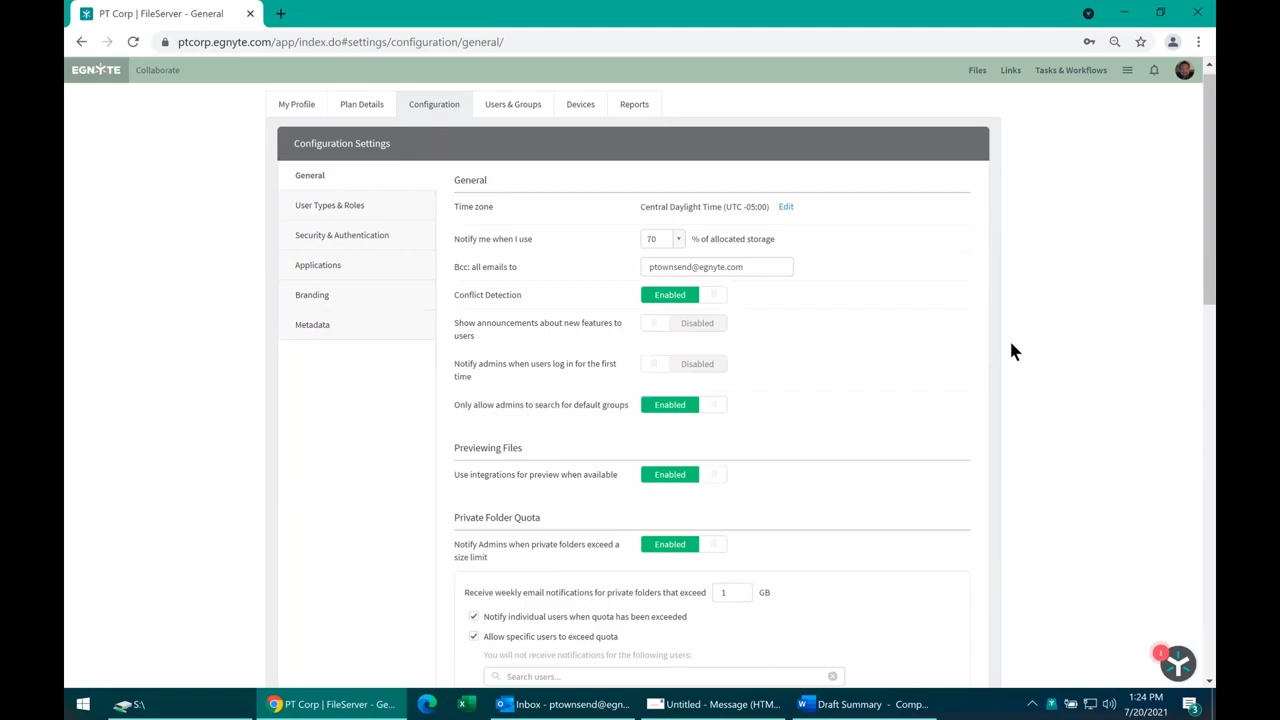 PT Corp | FileServer - General
ptcorp.egnyte.com/app/index.do#settings/configuration/general/
EGNYTE Collaborate Files Links Tasks & Workflows
My Profile Plan Details Configuration Users & Groups Devices Reports
Configuration Settings
General
User Types & Roles
Security & Authentication
Applications
Branding
Metadata
General
Time zone Central Daylight Time (UTC -05:00) Edit
Notify me when I use 70 % of allocated storage
Bcc: all emails to ptownsend@egnyte.com
Conflict Detection Enabled
Show announcements about new features to
users
Disabled
Notify admins when users log in for the first
time
Disabled
Only allow admins to search for default groups Enabled
Previewing Files
Use integrations for preview when available Enabled
Private Folder Quota
Notify Admins when private folders exceed a
size limit
Enabled
Receive weekly email notifications for private folders that exceed 1 GB
Notify individual users when quota has been exceeded
Allow specific users to exceed quota
You will not receive notifications for the following users:
Search users...
1
S:\ PT Corp | FileServer - Ge... Inbox - ptownsend@egn... Untitled - Message (HTM... Draft Summary - Comp...
1:24 PM
7/20/2021
3